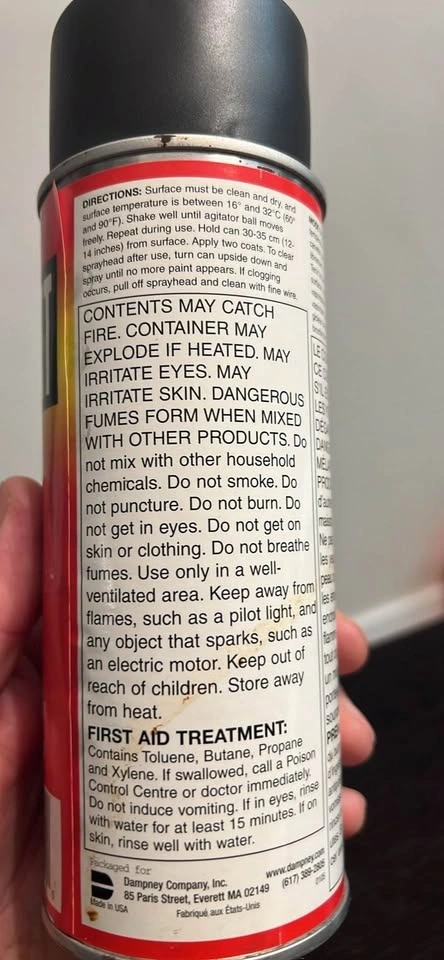 T
DIRECTIONS: Surface must be clean and dry, and
surface temperature is between 16° and 32°C (60°
and 90°F). Shake well until agitator ball moves
freely. Repeat during use. Hold can 30-35 cm (12-
14 inches) from surface. Apply two coats. To clear
sprayhead after use, turn can upside down and
spray until no more paint appears. If clogging
occurs, pull off sprayhead and clean with fine wire.
CONTENTS MAY CATCH
FIRE. CONTAINER MAY
EXPLODE IF HEATED. MAY
IRRITATE EYES. MAY
IRRITATE SKIN. DANGEROUS
FUMES FORM WHEN MIXED
WITH OTHER PRODUCTS. Do
not mix with other household
chemicals. Do not smoke. Do
not puncture. Do not burn. Do
not get in eyes. Do not get on
skin or clothing. Do not breathe
fumes. Use only in a well-
ventilated area. Keep away from
flames, such as a pilot light, and
any object that sparks, such as
an electric motor. Keep out of
reach of children. Store away
from heat.
FIRST AID TREATMENT:
Contains Toluene, Butane, Propane
and Xylene. If swallowed, call a Poison
Control Centre or doctor immediately.
Do not induce vomiting. If in eyes, rinse
with water for at least 15 minutes. If on
skin, rinse well with water.
Packaged for
Dampney Company, Inc.
85 Paris Street, Everett MA 02149
Made in USA
Fabriqué aux États-Unis
www.dampney.com
(617) 389-2805
0105